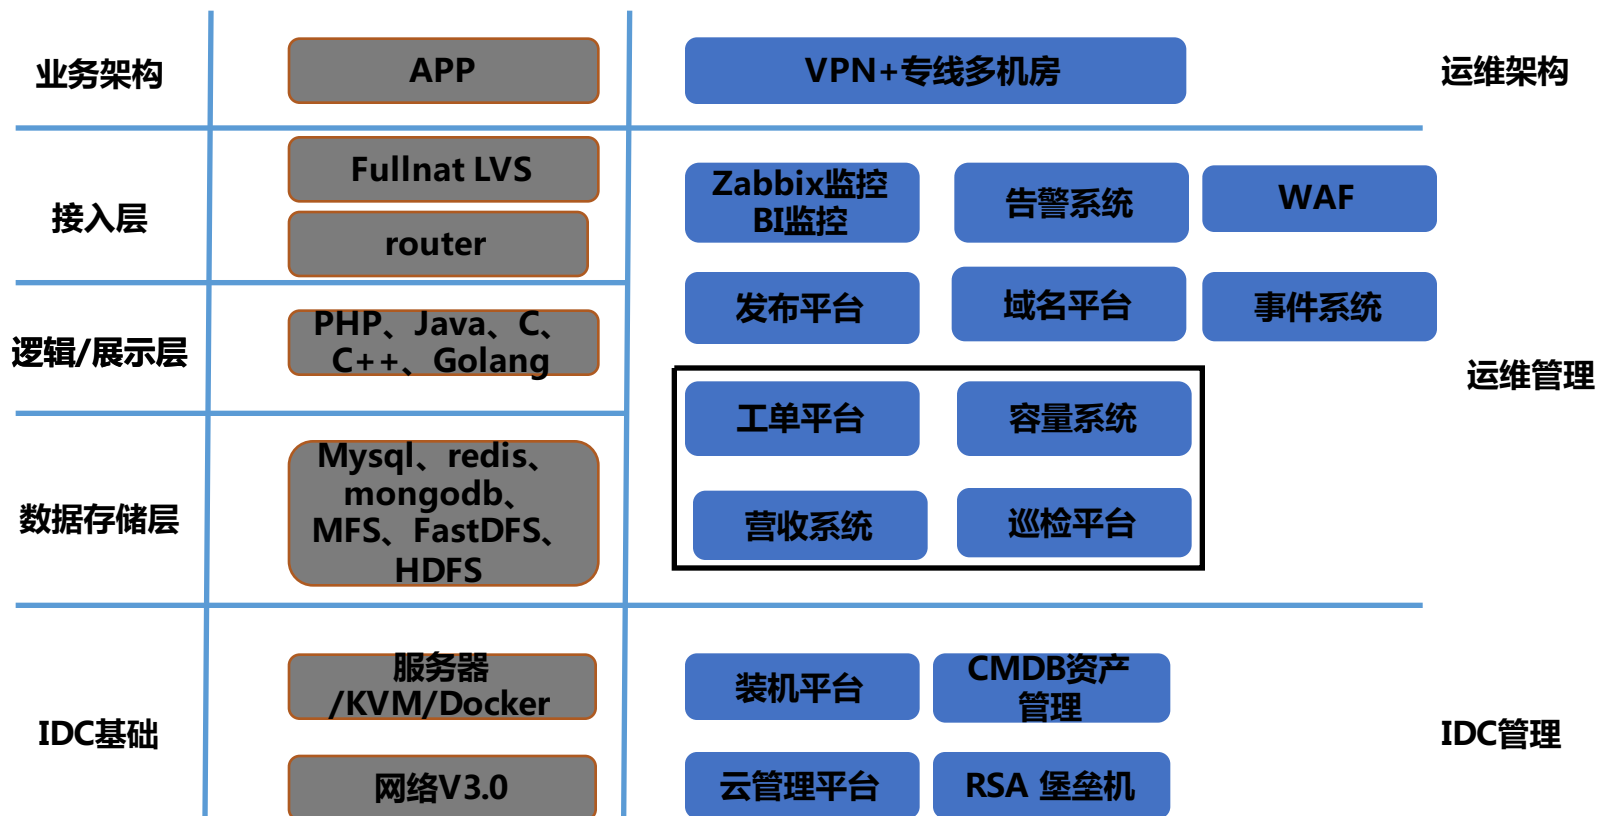 业务架构
APP
VPN+专线多机房
运维架构
接入层
Fullnat LVS
router
Zabbix监控
BI监控
告警系统
WAF
发布平台
域名平台
事件系统
逻辑/展示层
PHP、Java、C、
C++、Golang
运维管理
工单平台
容量系统
数据存储层
Mysql、redis、
mongodb、
MFS、FastDFS、
HDFS
营收系统
巡检平台
IDC基础
服务器
/KVM/Docker
网络V3.0
装机平台
CMDB资产
管理
云管理平台
RSA 堡垒机
IDC管理